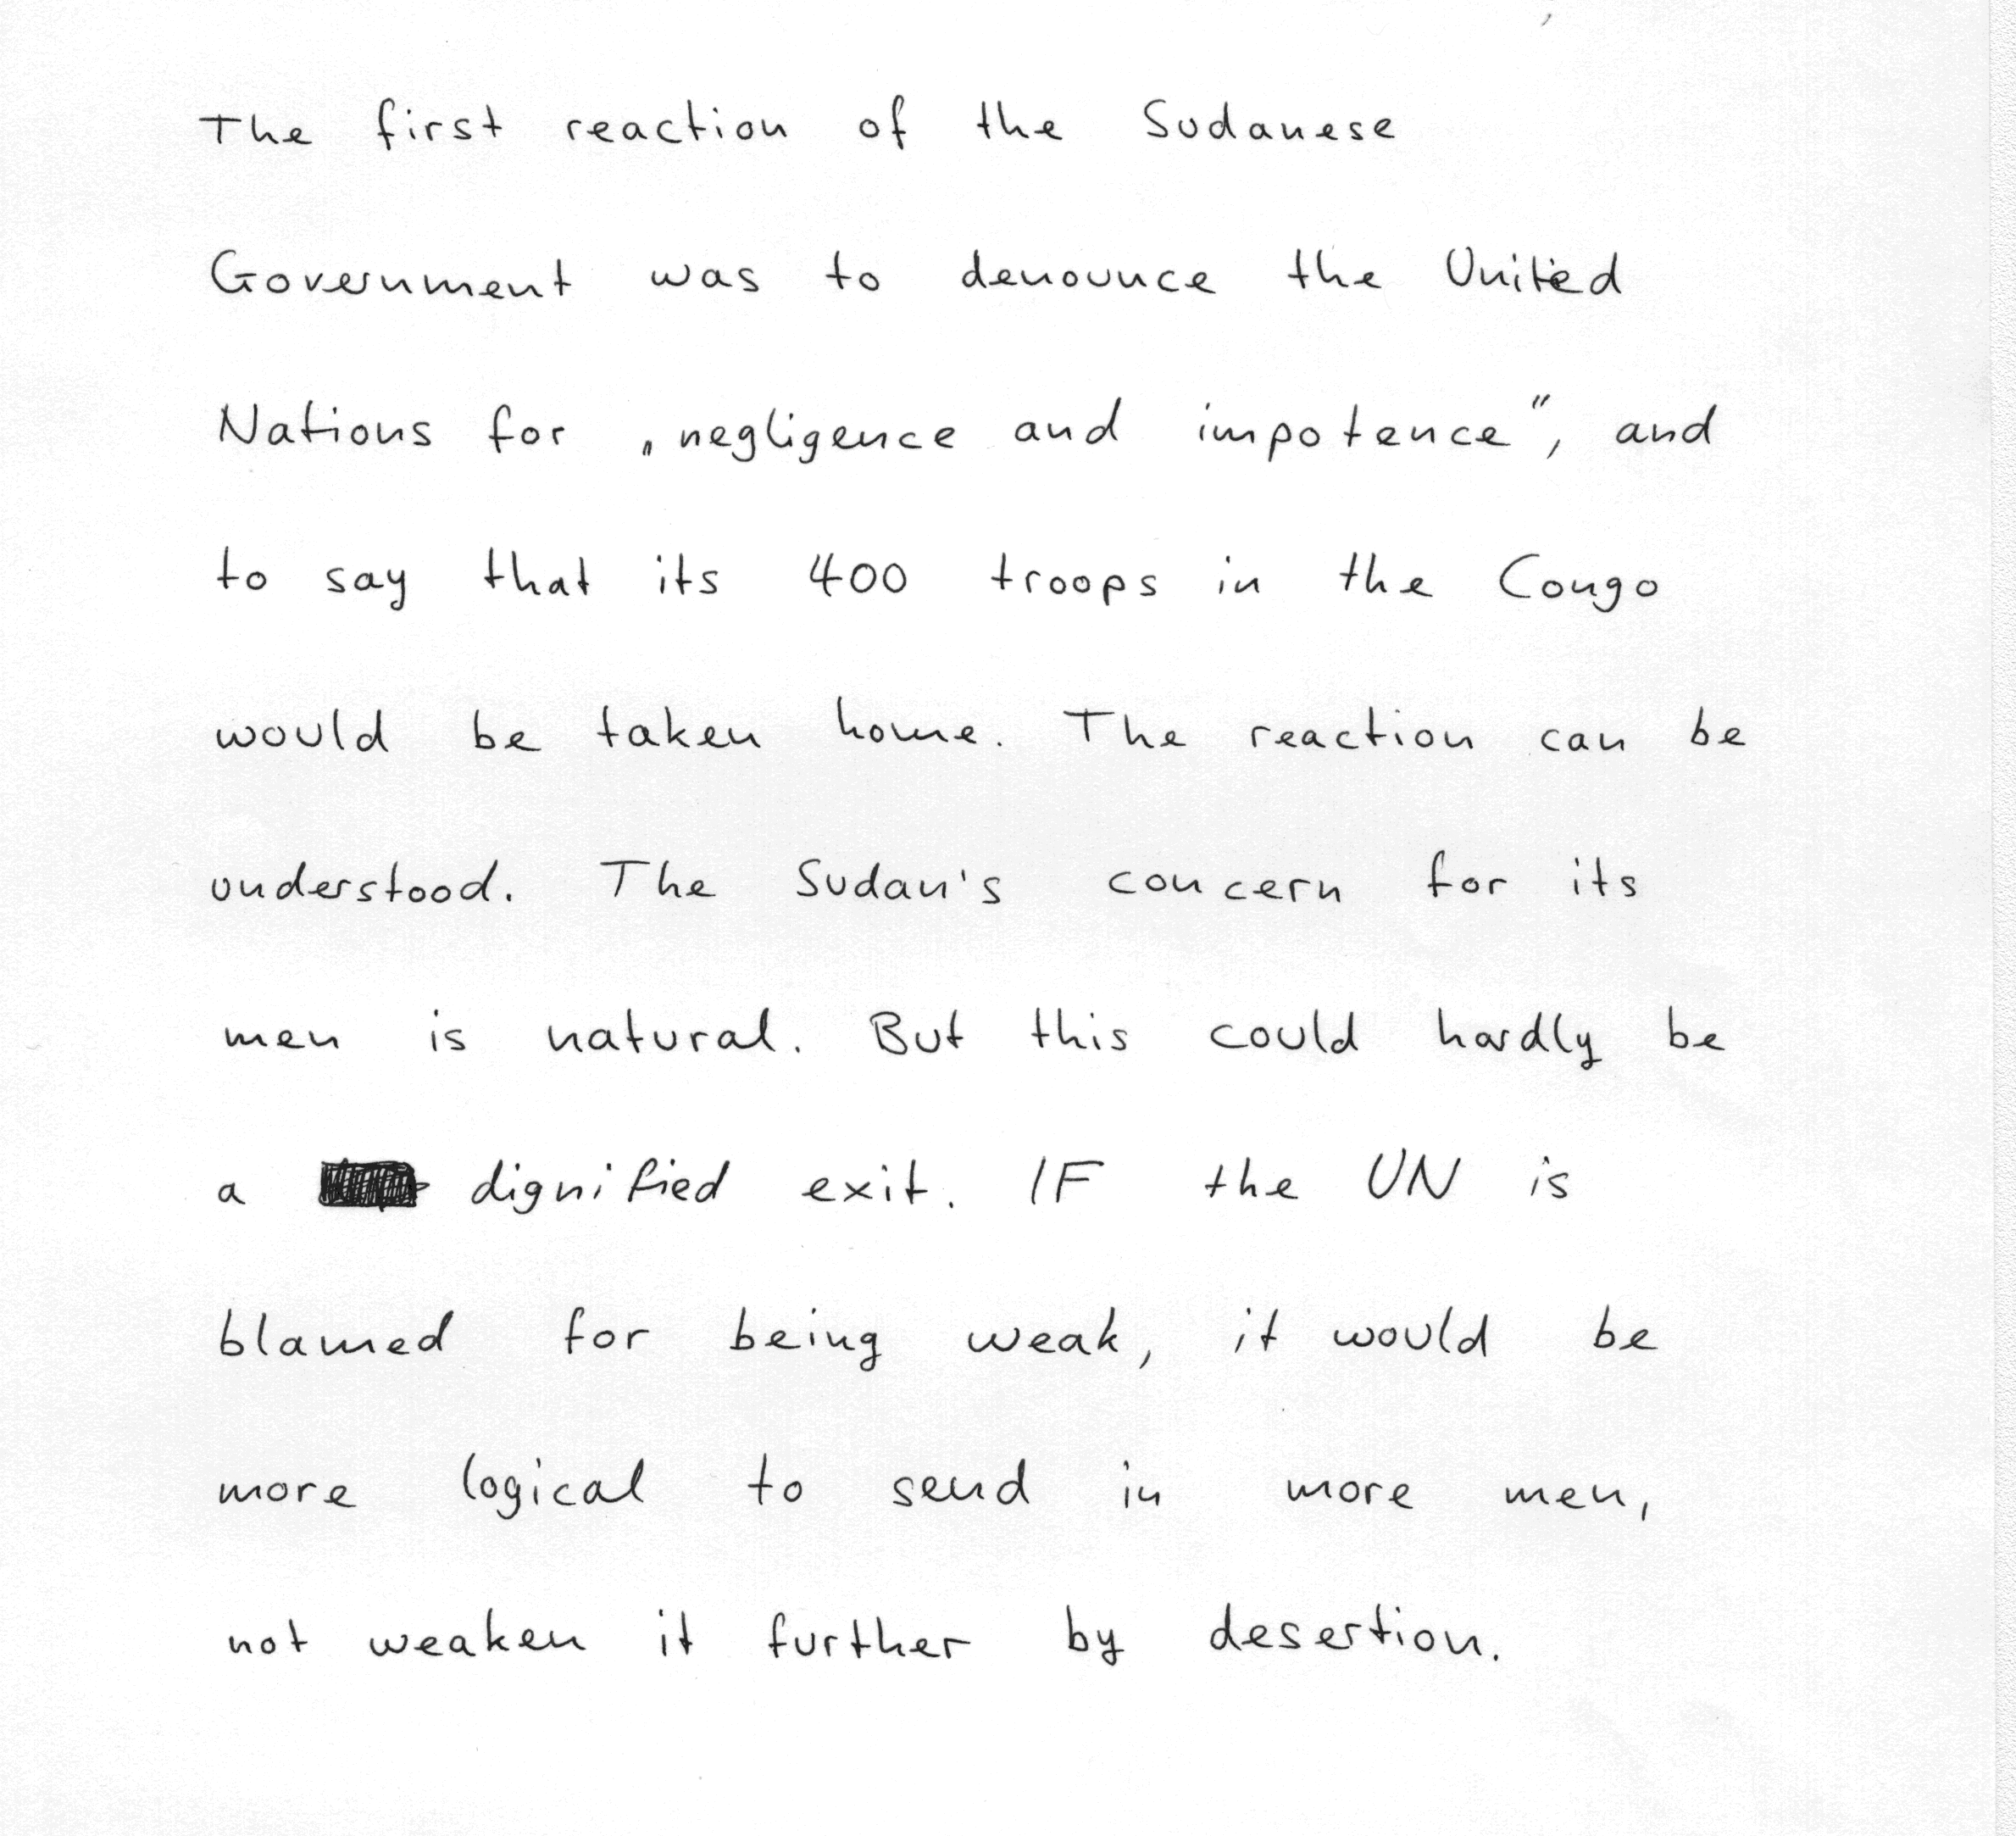 The first reaction of the Sudanese
Government was to denounce the United
Nations for „negligence and impotence”, and
to say that its 400 troops in the Congo
would be taken home. The reaction can be
understood. The Sudan's concern for its
men is natural. But this could hardly be
a dignified exit. IF the UN is
blamed for being weak, it would be
more logical to send in more men,
not weaken it further by desertion.